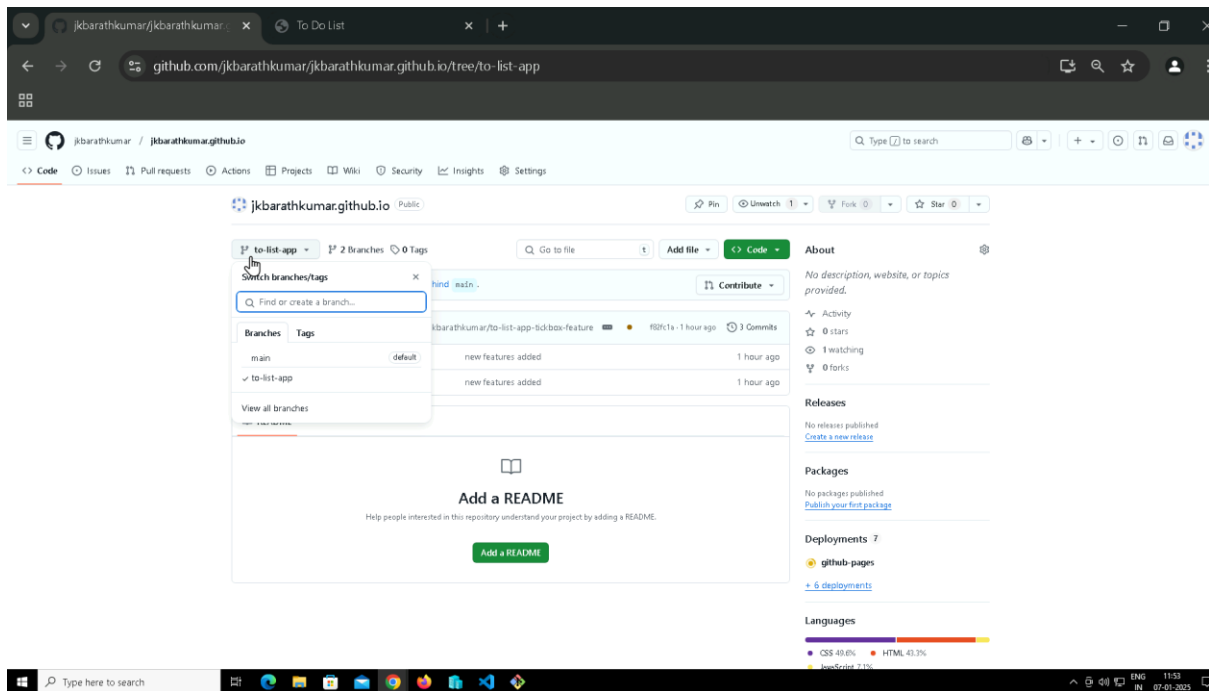 jkbarathkumar/jkbarathkumar.g
To Do List
github.com/jkbarathkumar/jkbarathkumar.github.io/tree/to-list-app
jkbarathkumar / jkbarathkumar.github.io
Type / to search
Code Issues Pull requests Actions Projects Wiki Security Insights Settings
jkbarathkumar.github.io Public
Pin Unwatch 1 Fork 0 Star 0
to-list-app 2 Branches 0 Tags
Go to file t Add file Code
Switch branches/tags
Find or create a branch...
Branches Tags
main default
to-list-app
View all branches
hind main .
Contribute
kbarathkumar/to-list-app-tickbox-feature f82fc1a · 1 hour ago 3 Commits
new features added 1 hour ago
new features added 1 hour ago
README
Add a README
Help people interested in this repository understand your project by adding a README.
Add a README
About
No description, website, or topics
provided.
Activity
0 stars
1 watching
0 forks
Releases
No releases published
Create a new release
Packages
No packages published
Publish your first package
Deployments 7
github-pages
+ 6 deployments
Languages
CSS 49.6% HTML 43.3%
JavaScript 7.1%
Type here to search
ENG
IN
11:53
07-01-2025